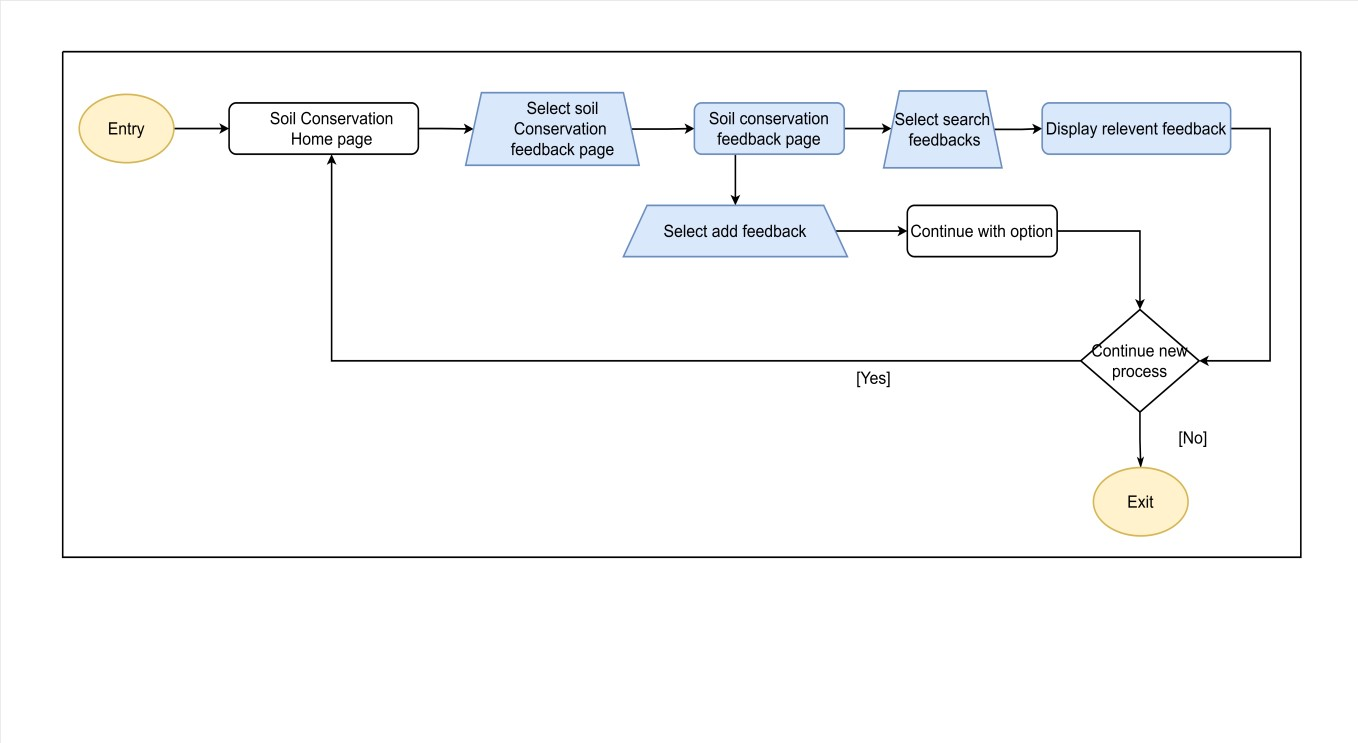 Entry
Soil Conservation
Home page
Select soil
Conservation
feedback page
Soil conservation
feedback page
Select search
feedbacks
Display relevent feedback
Select add feedback
Continue with option
Continue new
process
[Yes]
[No]
Exit